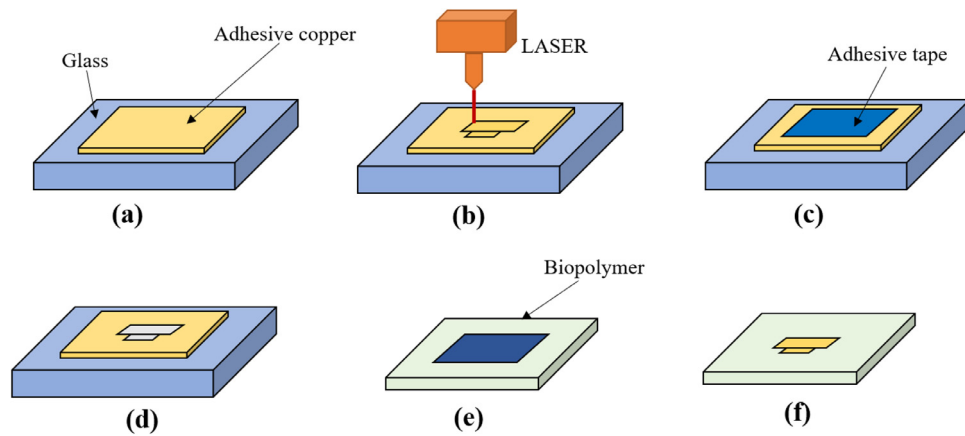 Adhesive copper
Glass
LASER
Adhesive tape
(a)
(b)
(c)
Biopolymer
(d)
(e)
(f)